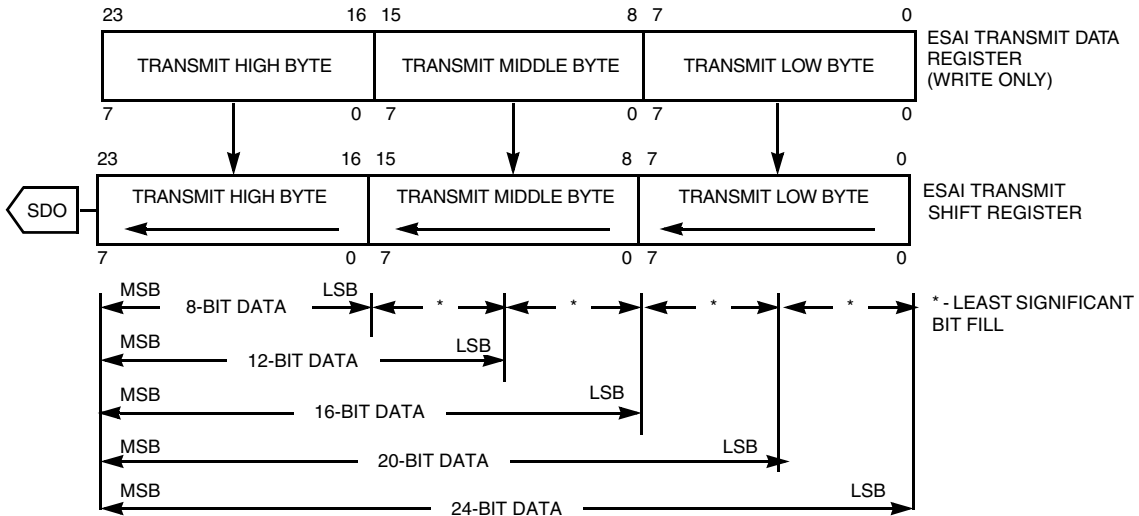 23 16 15 8 7 0
TRANSMIT HIGH BYTE TRANSMIT MIDDLE BYTE TRANSMIT LOW BYTE
ESAI TRANSMIT DATA
REGISTER
(WRITE ONLY)
7 0 7 0 7 0
23 16 15 8 7 0
SDO
TRANSMIT HIGH BYTE TRANSMIT MIDDLE BYTE TRANSMIT LOW BYTE
ESAI TRANSMIT
SHIFT REGISTER
7 0 7 0 7 0
MSB 8-BIT DATA LSB * * * *
* - LEAST SIGNIFICANT
BIT FILL
MSB 12-BIT DATA LSB
MSB 16-BIT DATA LSB
MSB 20-BIT DATA LSB
MSB 24-BIT DATA LSB